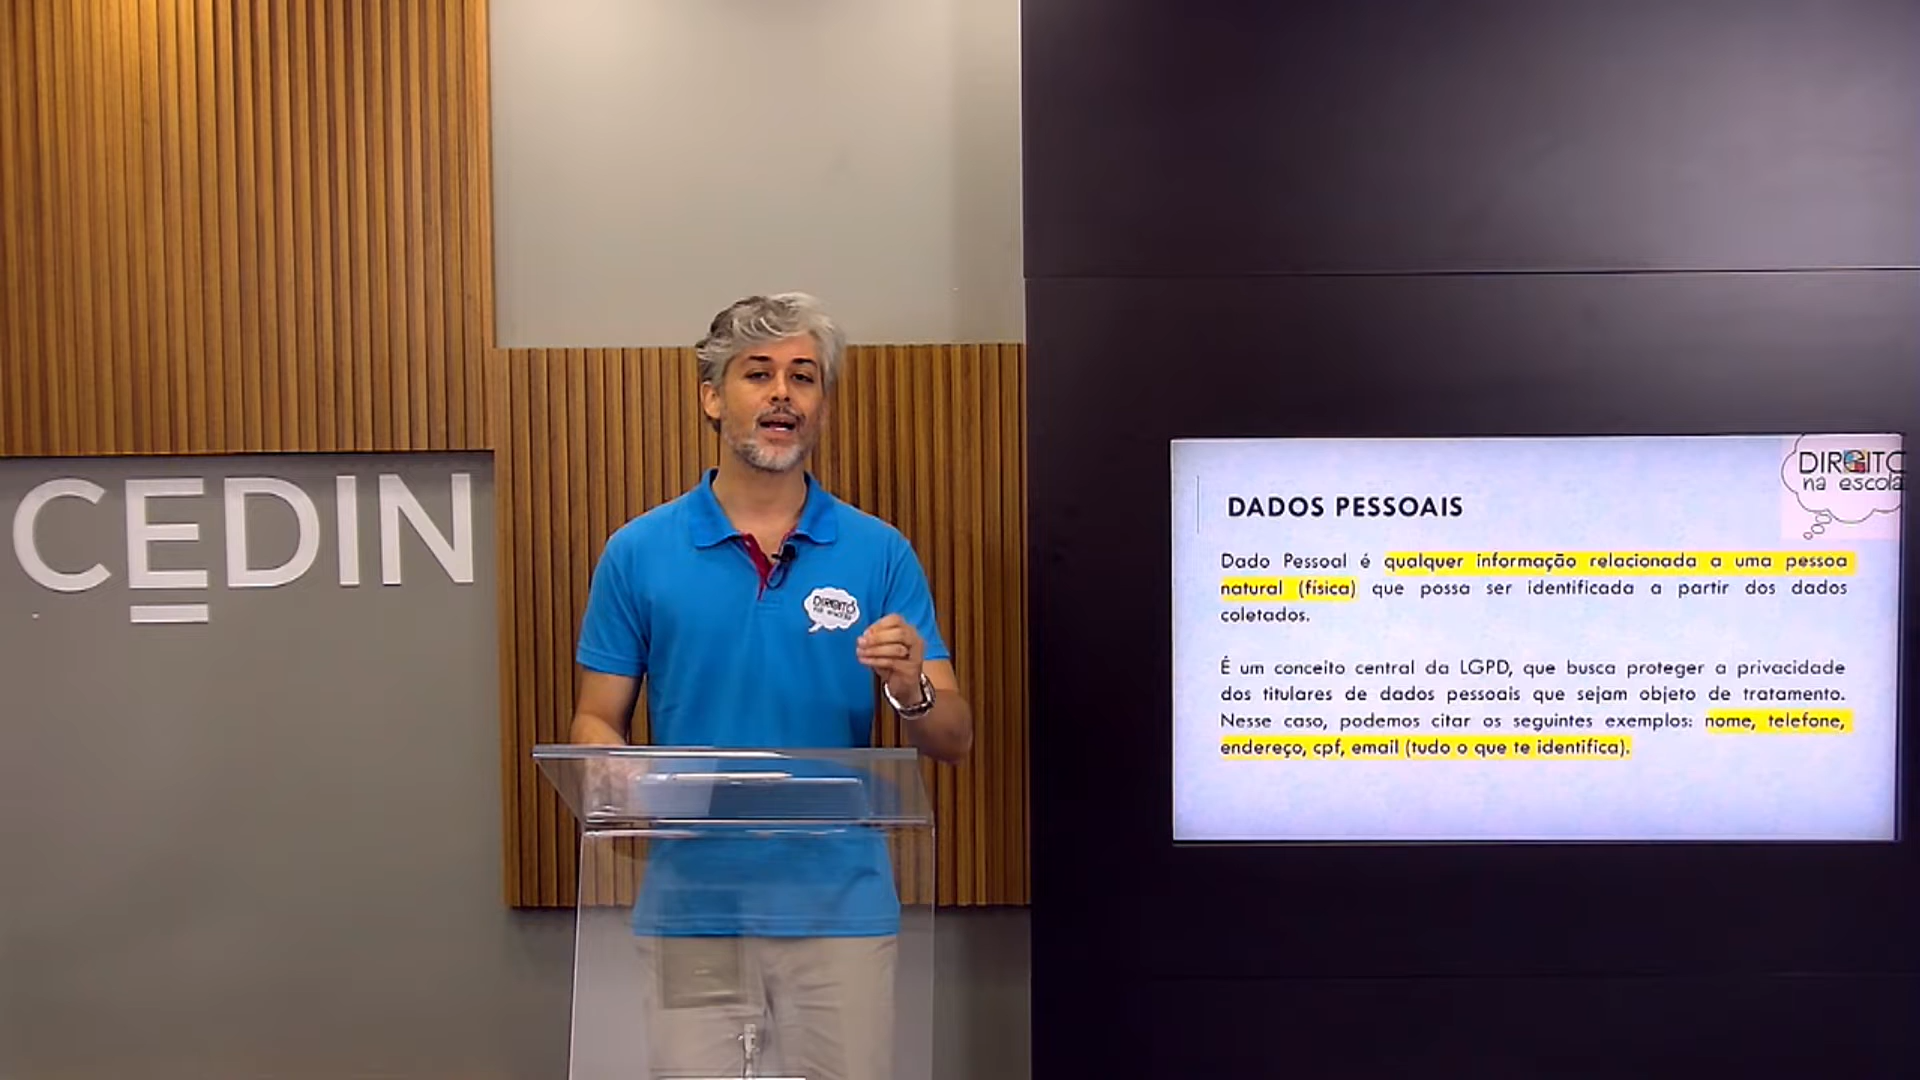 CEDIN
DIREITO
na escola
DIREITO
na escola
DADOS PESSOAIS
Dado Pessoal é qualquer informação relacionada a uma pessoa
natural (física) que possa ser identificada a partir dos dados
coletados.
É um conceito central da LGPD, que busca proteger a privacidade
dos titulares de dados pessoais que sejam objeto de tratamento.
Nesse caso, podemos citar os seguintes exemplos: nome, telefone,
endereço, cpf, email (tudo o que te identifica).